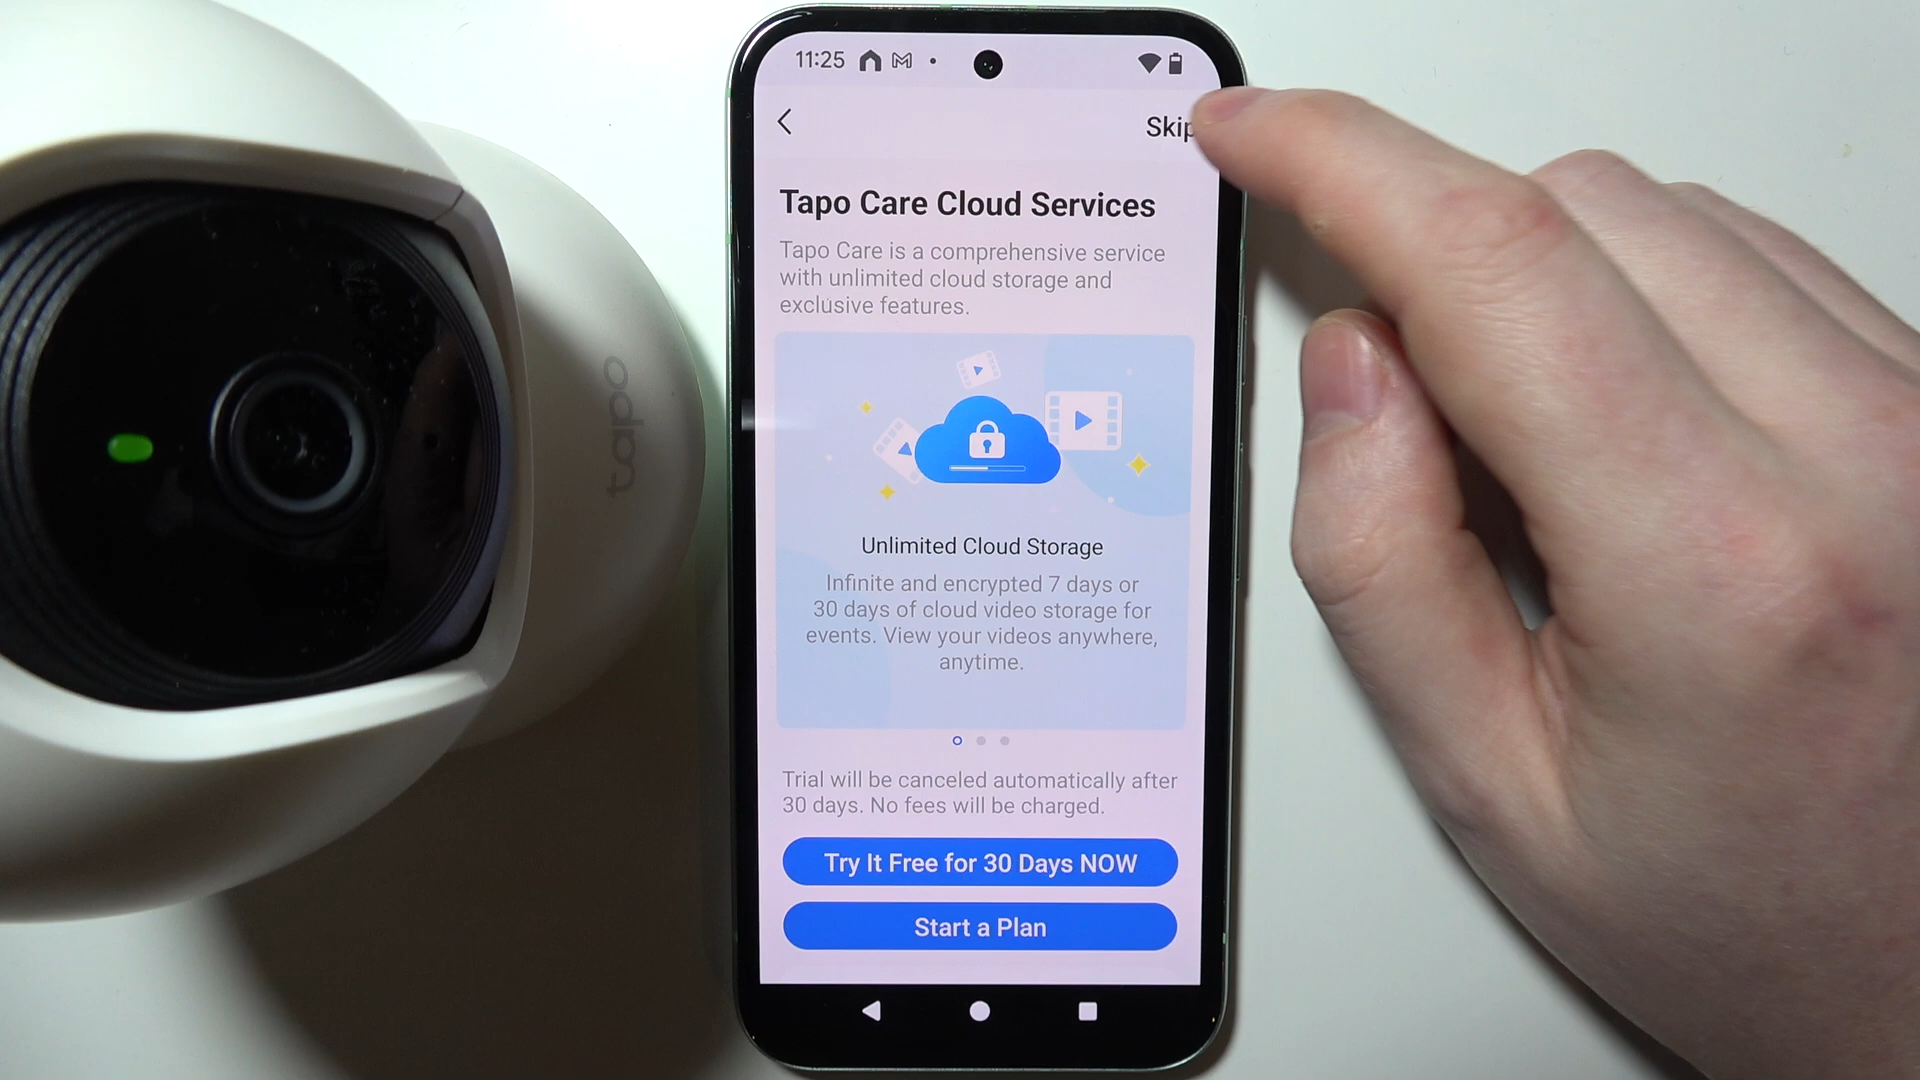 11:25
Skip
Tapo Care Cloud Services
Tapo Care is a comprehensive service
with unlimited cloud storage and
exclusive features.
Unlimited Cloud Storage
Infinite and encrypted 7 days or
30 days of cloud video storage for
events. View your videos anywhere,
anytime.
Trial will be canceled automatically after
30 days. No fees will be charged.
Try It Free for 30 Days NOW
Start a Plan
tapo